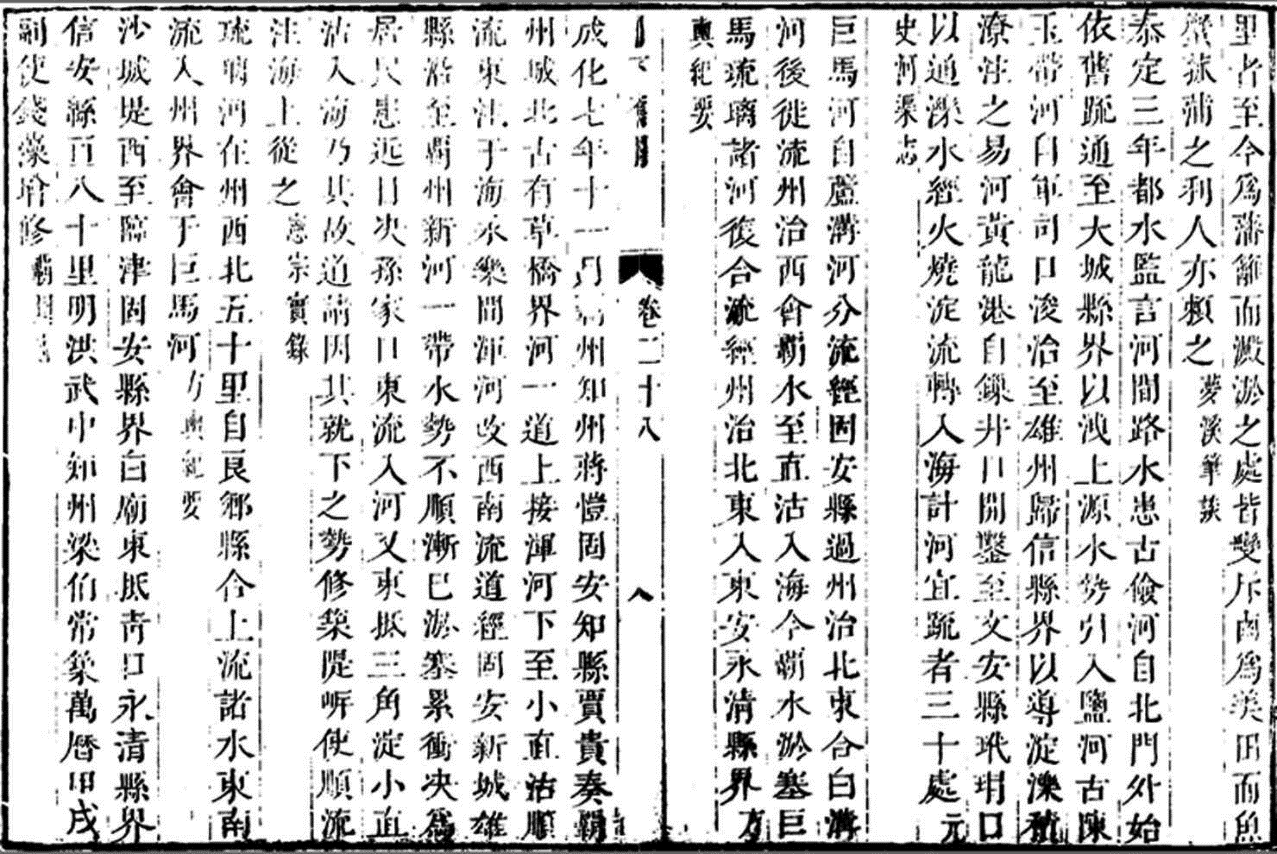 里者至今爲藩籬而澱淤之處皆變斥鹵爲美田而魚
蟹菰蒲之利人亦賴之夢溪筆談
泰定三年都水監言河間路水患古儉河自北門外始
依舊疏通至大城縣界以洩上源水勢引入鹽河古陳
玉帶河自軍司口浚治至雄州歸信縣界以導淀濼積
潦注之易河黃龍港自鎖井口開鑿至文安縣玳瑁口
以通濼水經火燒淀流轉入海計河宜疏者三十處元
史河渠志
巨馬河自蘆溝河分流經固安縣過州治北東合白溝
河後徙流州治西會霸水至直沽入海今霸水淤塞巨
馬琉璃諸河復合流經州治北東入東安永清縣界方
輿紀要
卷二十八
八
成化七年十一月霸州知州蔣愷固安知縣賈貴奏霸
州城北古有草橋界河一道上接渾河下至小直沽順
流東注于海永樂間渾河改西南流道經固安新城雄
縣沿至霸州新河一帶水勢不順漸已淤塞累衝決爲
居民患近日決孫家口東流入河又東抵三角淀小直
沽入海乃其故道請因其就下之勢修築隄岍使順流
注海上從之憲宗實錄
琉璃河在州西北五十里自良鄉縣合上流諸水東南
流入州界會于巨馬河方輿紀要
沙城堤西至臨津固安縣界白廟東抵靑口永清縣界
信安縣百八十里明洪武中知州梁伯常築萬曆甲戌
副使錢藻增修霸州志